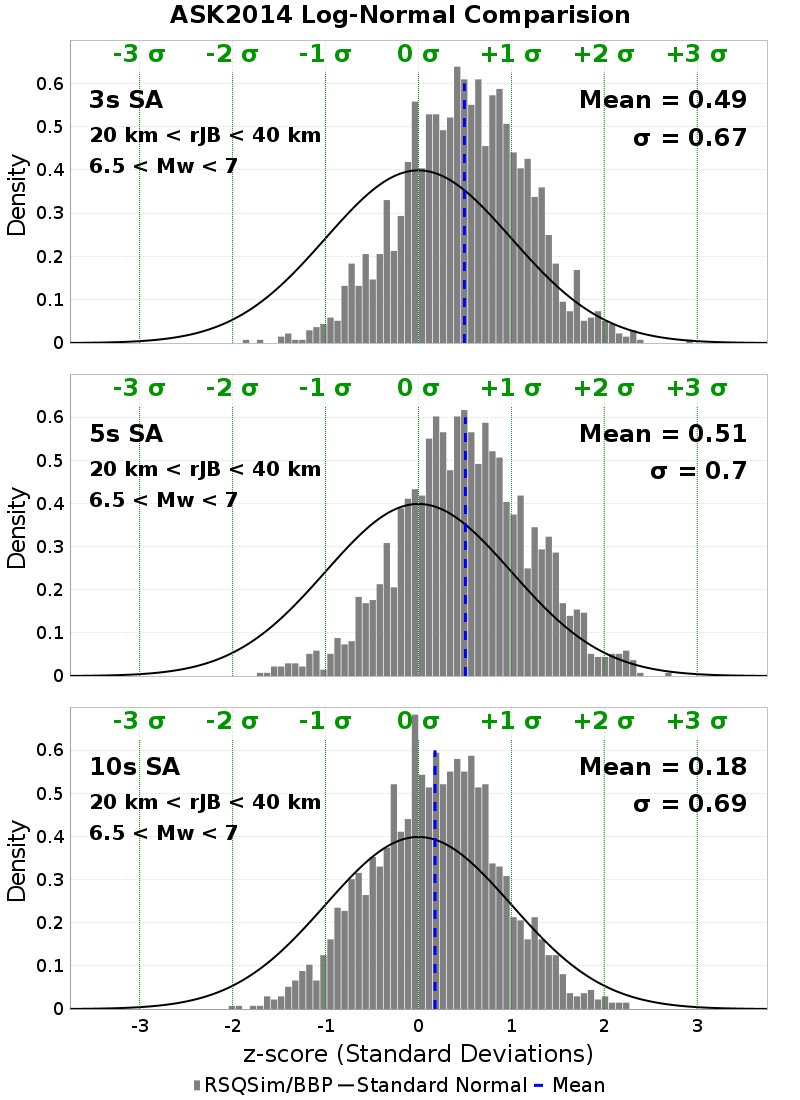 ASK2014 Log-Normal Comparision
-3 σ -2 σ -1 σ 0 σ +1 σ +2 σ +3 σ
3s SA
20 km < rJB < 40 km
6.5 < Mw < 7
Mean = 0.49
σ = 0.67
Density
0.6
0.5
0.4
0.3
0.2
0.1
0
-3 σ -2 σ -1 σ 0 σ +1 σ +2 σ +3 σ
5s SA
20 km < rJB < 40 km
6.5 < Mw < 7
Mean = 0.51
σ = 0.7
Density
0.6
0.5
0.4
0.3
0.2
0.1
0
-3 σ -2 σ -1 σ 0 σ +1 σ +2 σ +3 σ
10s SA
20 km < rJB < 40 km
6.5 < Mw < 7
Mean = 0.18
σ = 0.69
Density
0.6
0.5
0.4
0.3
0.2
0.1
0
-3 -2 -1 0 1 2 3
z-score (Standard Deviations)
RSQSim/BBP Standard Normal Mean